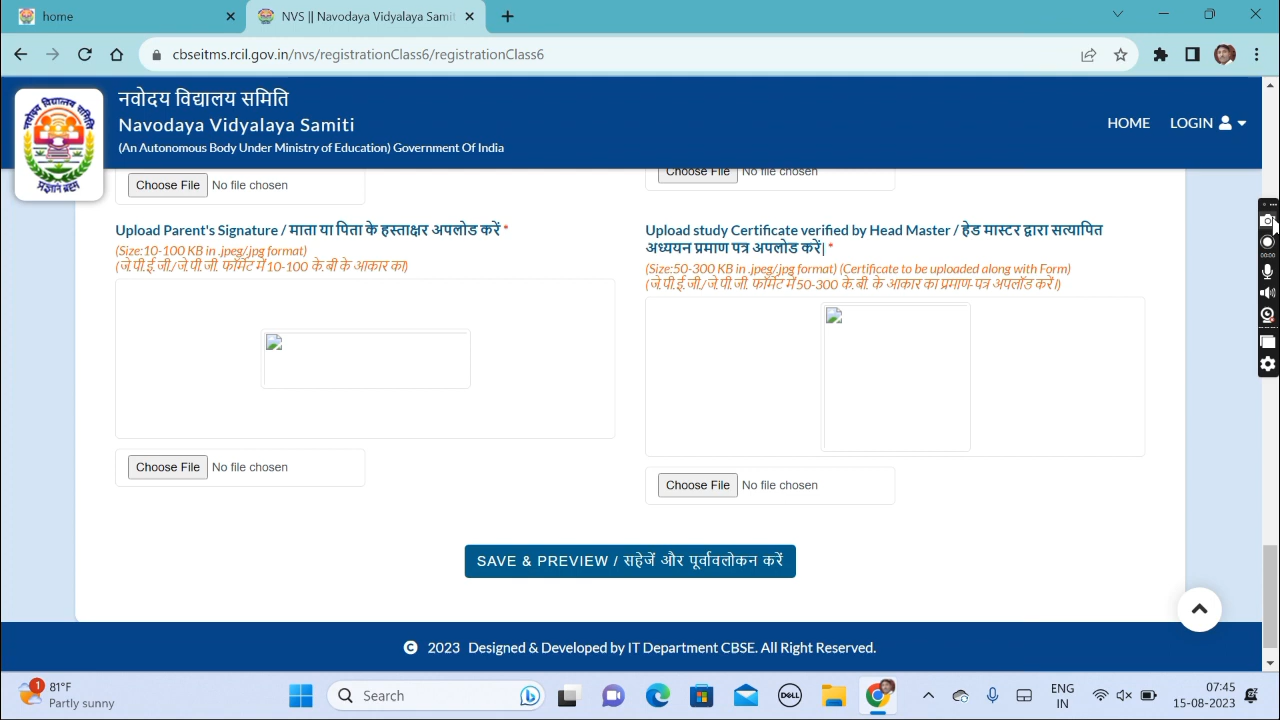 home
NVS || Navodaya Vidyalaya Samit
cbseitms.rcil.gov.in/nvs/registrationClass6/registrationClass6
नवोदय विद्यालय समिति
Navodaya Vidyalaya Samiti
(An Autonomous Body Under Ministry of Education) Government Of India
HOME LOGIN
Choose File No file chosen
Choose File No file chosen
Upload Parent's Signature / माता या पिता के हस्ताक्षर अपलोड करें *
(Size:10-100 KB in .jpeg/jpg format)
(जे.पी.ई.जी./जे.पी.जी. फॉर्मेट में 10-100 के.बी के आकार का)
Upload study Certificate verified by Head Master / हेड मास्टर द्वारा सत्यापित
अध्ययन प्रमाण पत्र अपलोड करें| *
(Size:50-300 KB in .jpeg/jpg format) (Certificate to be uploaded along with Form)
(जे.पी.ई.जी./जे.पी.जी. फॉर्मेट में 50-300 के.बी. के आकार का प्रमाण-पत्र अपलॉड करें।)
Choose File No file chosen
Choose File No file chosen
SAVE & PREVIEW / सहेजें और पूर्वावलोकन करें
© 2023 Designed & Developed by IT Department CBSE. All Right Reserved.
1
81°F
Partly sunny
Search
DELL
ENG
IN
07:45
15-08-2023
00:00